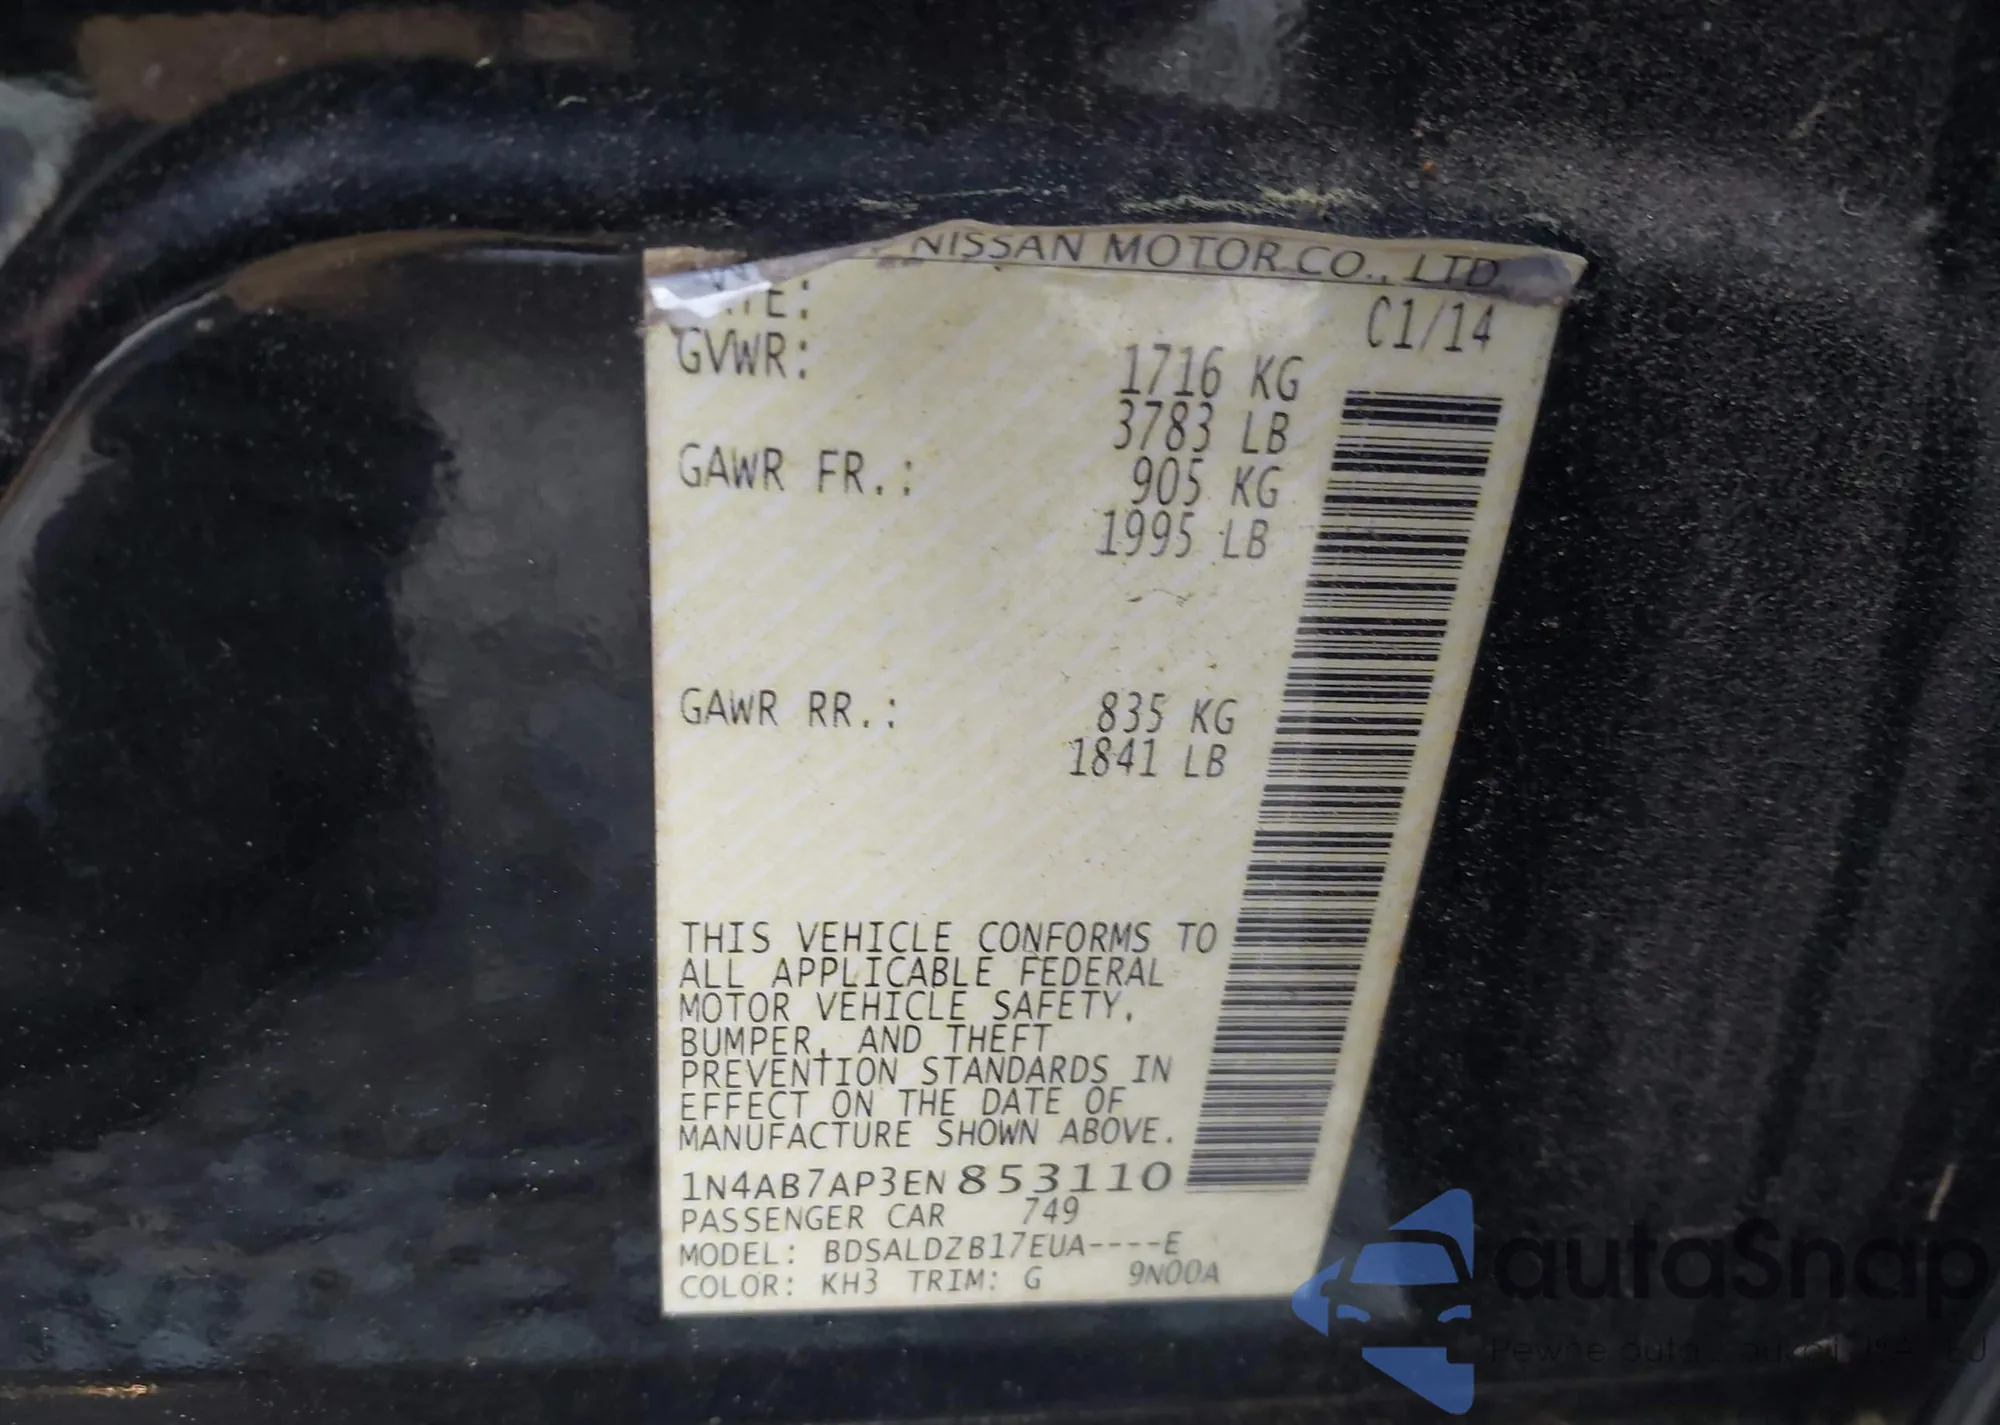 NISSAN MOTOR CO., LTD
C1/14
GVWR: 1716 KG
3783 LB
GAWR FR.: 905 KG
1995 LB
GAWR RR.: 835 KG
1841 LB
THIS VEHICLE CONFORMS TO
ALL APPLICABLE FEDERAL
MOTOR VEHICLE SAFETY,
BUMPER, AND THEFT
PREVENTION STANDARDS IN
EFFECT ON THE DATE OF
MANUFACTURE SHOWN ABOVE.
1N4AB7AP3EN853110
PASSENGER CAR 749
MODEL: BDSALDZB17EUA----E
COLOR: KH3 TRIM: G 9N00A
autaSnap
Pewne auta